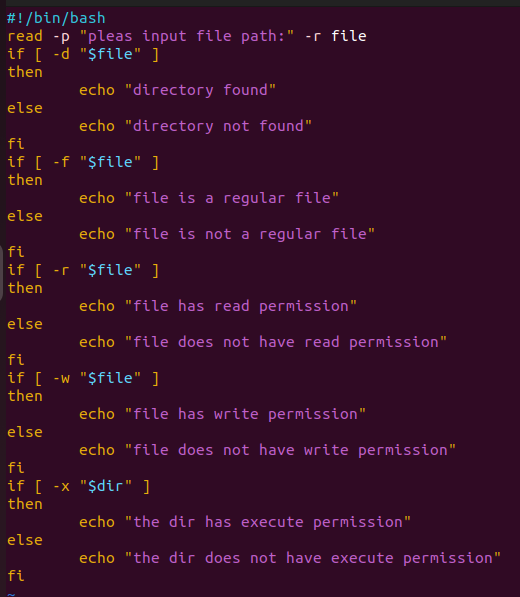 #!/bin/bash
read -p "pleas input file path:" -r file
if [ -d "$file" ]
then
        echo "directory found"
else
        echo "directory not found"
fi
if [ -f "$file" ]
then
        echo "file is a regular file"
else
        echo "file is not a regular file"
fi
if [ -r "$file" ]
then
        echo "file has read permission"
else
        echo "file does not have read permission"
fi
if [ -w "$file" ]
then
        echo "file has write permission"
else
        echo "file does not have write permission"
fi
if [ -x "$dir" ]
then
        echo "the dir has execute permission"
else
        echo "the dir does not have execute permission"
fi
~